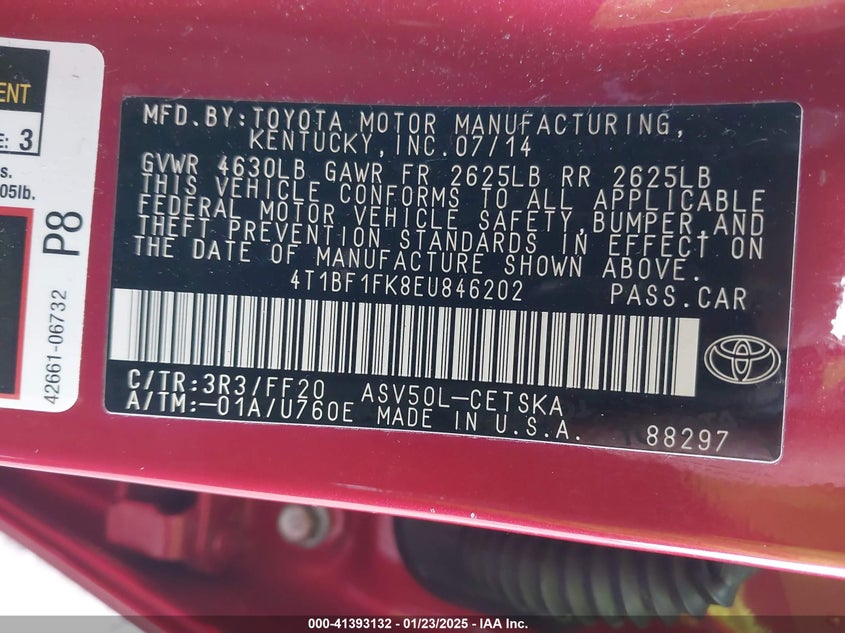 ENT
E: 3
s.
05lb.
P8
42661-06732
MFD.BY:TOYOTA MOTOR MANUFACTURING,
KENTUCKY, INC.07/14
GVWR 4630LB GAWR FR 2625LB RR 2625LB
THIS VEHICLE CONFORMS TO ALL APPLICABLE
FEDERAL MOTOR VEHICLE SAFETY,BUMPER,AND
THEFT PREVENTION STANDARDS IN EFFECT ON
THE DATE OF MANUFACTURE SHOWN ABOVE.
4T1BF1FK8EU846202
PASS.CAR
C/TR:3R3/FF20 ASV50L-CETSKA
A/TM:-01A/U760E MADE IN U.S.A.
88297
000-41393132 - 01/23/2025 - IAA Inc.